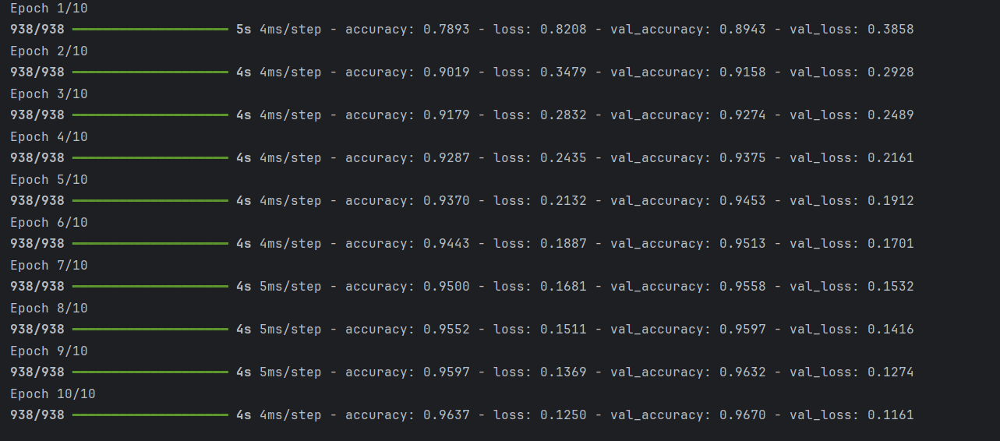 Epoch 1/10
938/938 ━━━━━━━━━━━━━━━━━━━━ 5s 4ms/step - accuracy: 0.7893 - loss: 0.8208 - val_accuracy: 0.8943 - val_loss: 0.3858
Epoch 2/10
938/938 ━━━━━━━━━━━━━━━━━━━━ 4s 4ms/step - accuracy: 0.9019 - loss: 0.3479 - val_accuracy: 0.9158 - val_loss: 0.2928
Epoch 3/10
938/938 ━━━━━━━━━━━━━━━━━━━━ 4s 4ms/step - accuracy: 0.9179 - loss: 0.2832 - val_accuracy: 0.9274 - val_loss: 0.2489
Epoch 4/10
938/938 ━━━━━━━━━━━━━━━━━━━━ 4s 4ms/step - accuracy: 0.9287 - loss: 0.2435 - val_accuracy: 0.9375 - val_loss: 0.2161
Epoch 5/10
938/938 ━━━━━━━━━━━━━━━━━━━━ 4s 4ms/step - accuracy: 0.9370 - loss: 0.2132 - val_accuracy: 0.9453 - val_loss: 0.1912
Epoch 6/10
938/938 ━━━━━━━━━━━━━━━━━━━━ 4s 4ms/step - accuracy: 0.9443 - loss: 0.1887 - val_accuracy: 0.9513 - val_loss: 0.1701
Epoch 7/10
938/938 ━━━━━━━━━━━━━━━━━━━━ 4s 5ms/step - accuracy: 0.9500 - loss: 0.1681 - val_accuracy: 0.9558 - val_loss: 0.1532
Epoch 8/10
938/938 ━━━━━━━━━━━━━━━━━━━━ 4s 5ms/step - accuracy: 0.9552 - loss: 0.1511 - val_accuracy: 0.9597 - val_loss: 0.1416
Epoch 9/10
938/938 ━━━━━━━━━━━━━━━━━━━━ 4s 5ms/step - accuracy: 0.9597 - loss: 0.1369 - val_accuracy: 0.9632 - val_loss: 0.1274
Epoch 10/10
938/938 ━━━━━━━━━━━━━━━━━━━━ 4s 4ms/step - accuracy: 0.9637 - loss: 0.1250 - val_accuracy: 0.9670 - val_loss: 0.1161